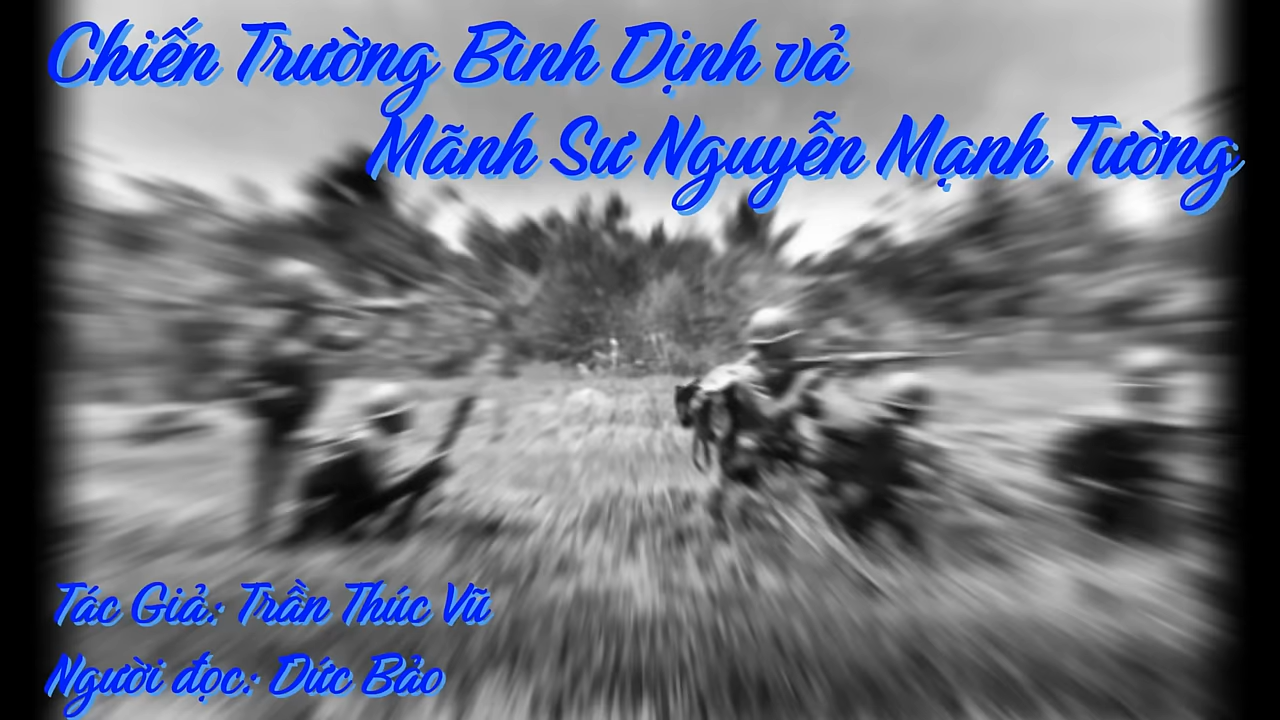 Chiến Trường Bình Định vả
Mãnh Sư Nguyễn Mạnh Tường
Tác Giả: Trần Thúc Vũ
Người đọc: Đức Bảo